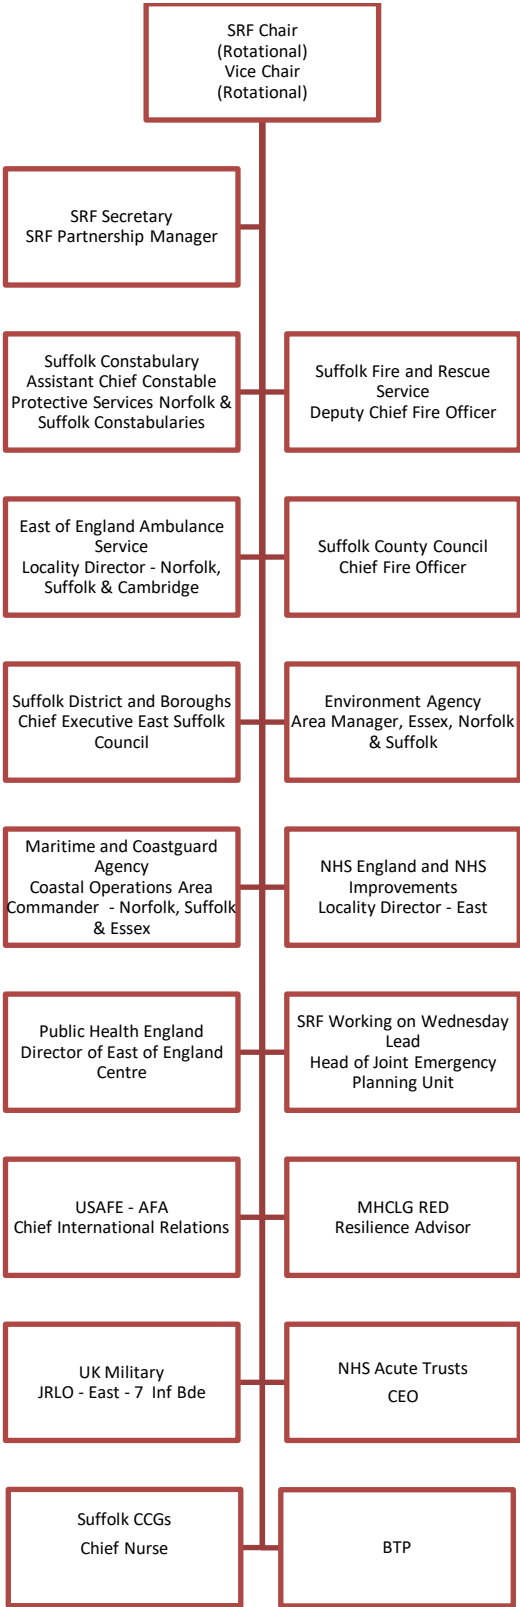 SRF Chair
(Rotational)
Vice Chair
(Rotational)
SRF Secretary
SRF Partnership Manager
Suffolk Constabulary
Assistant Chief Constable
Protective Services Norfolk &
Suffolk Constabularies
Suffolk Fire and Rescue
Service
Deputy Chief Fire Officer
East of England Ambulance
Service
Locality Director - Norfolk,
Suffolk & Cambridge
Suffolk County Council
Chief Fire Officer
Suffolk District and Boroughs
Chief Executive East Suffolk
Council
Environment Agency
Area Manager, Essex, Norfolk
& Suffolk
Maritime and Coastguard
Agency
Coastal Operations Area
Commander - Norfolk, Suffolk
& Essex
NHS England and NHS
Improvements
Locality Director - East
Public Health England
Director of East of England
Centre
SRF Working on Wednesday
Lead
Head of Joint Emergency
Planning Unit
USAFE - AFA
Chief International Relations
MHCLG RED
Resilience Advisor
UK Military
JRLO - East - 7 Inf Bde
NHS Acute Trusts
CEO
Suffolk CCGs
Chief Nurse
BTP